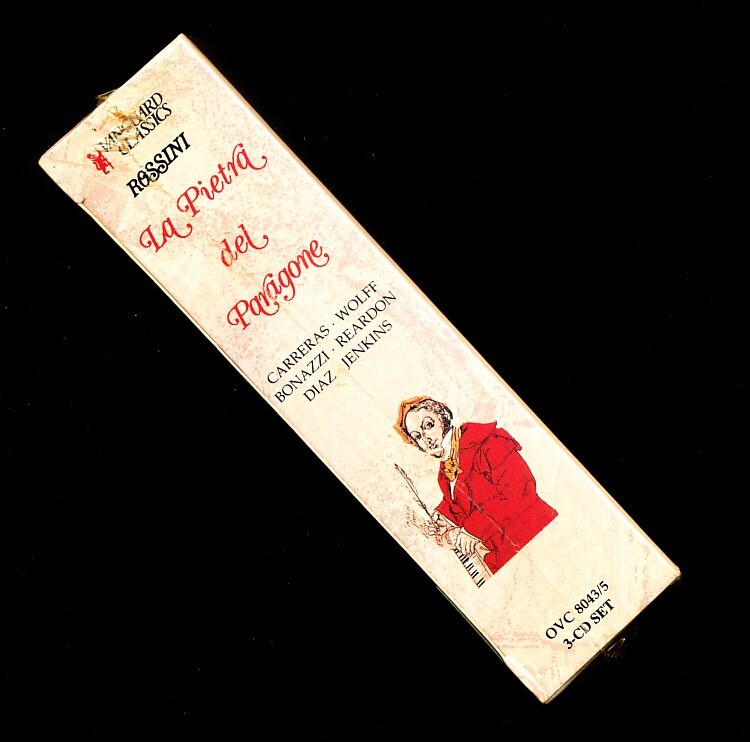 VANGUARD
CLASSICS
ROSSINI
La Pietra
del
Paragone
CARRERAS · WOLFF
BONAZZI · REARDON
DIAZ JENKINS
OVC 8043/5
3-CD SET